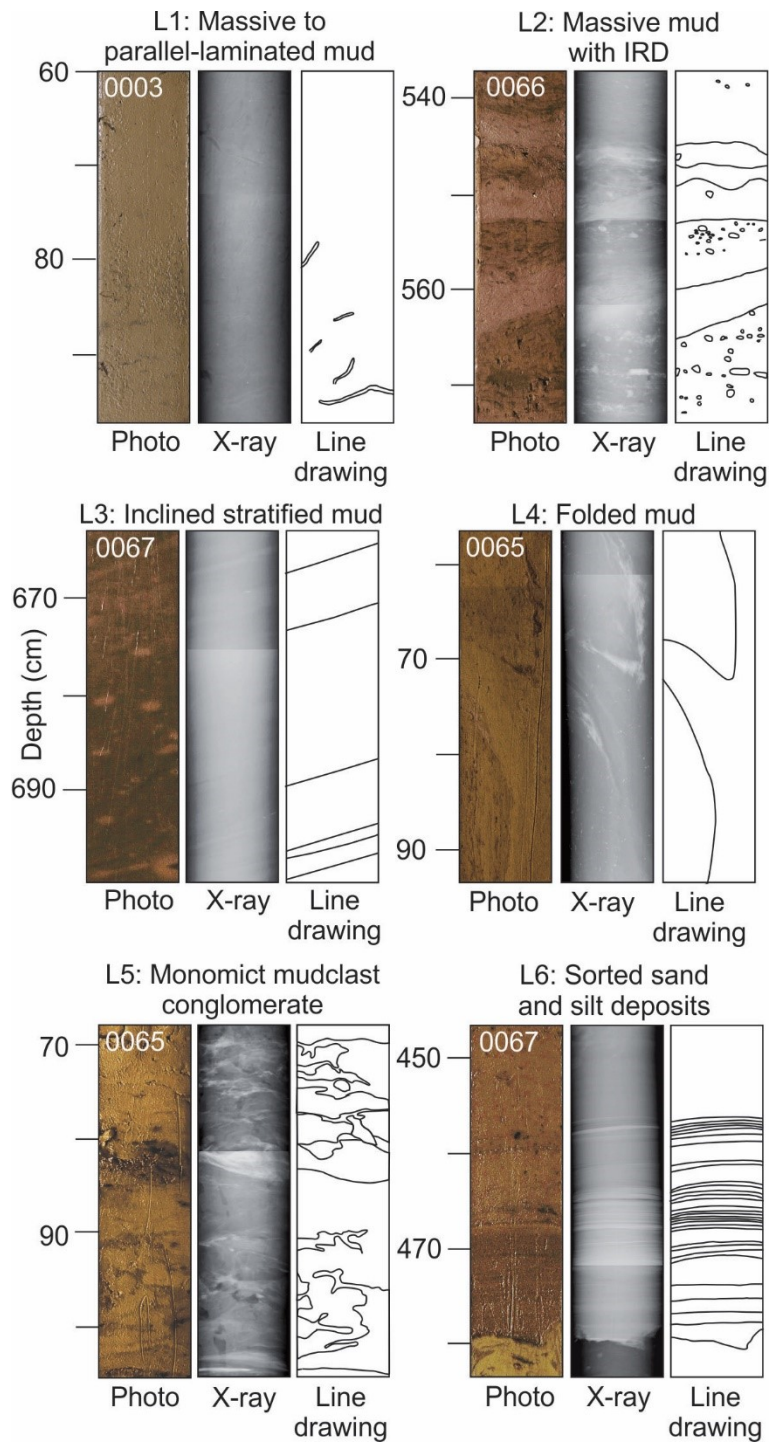 L1: Massive to
parallel-laminated mud
60
80
0003
Photo
X-ray
Line
drawing
L2: Massive mud
with IRD
540
560
0066
Photo
X-ray
Line
drawing
L3: Inclined stratified mud
Depth (cm)
670
690
0067
Photo
X-ray
Line
drawing
L4: Folded mud
70
90
0065
Photo
X-ray
Line
drawing
L5: Monomict mudclast
conglomerate
70
90
0065
Photo
X-ray
Line
drawing
L6: Sorted sand
and silt deposits
450
470
0067
Photo
X-ray
Line
drawing